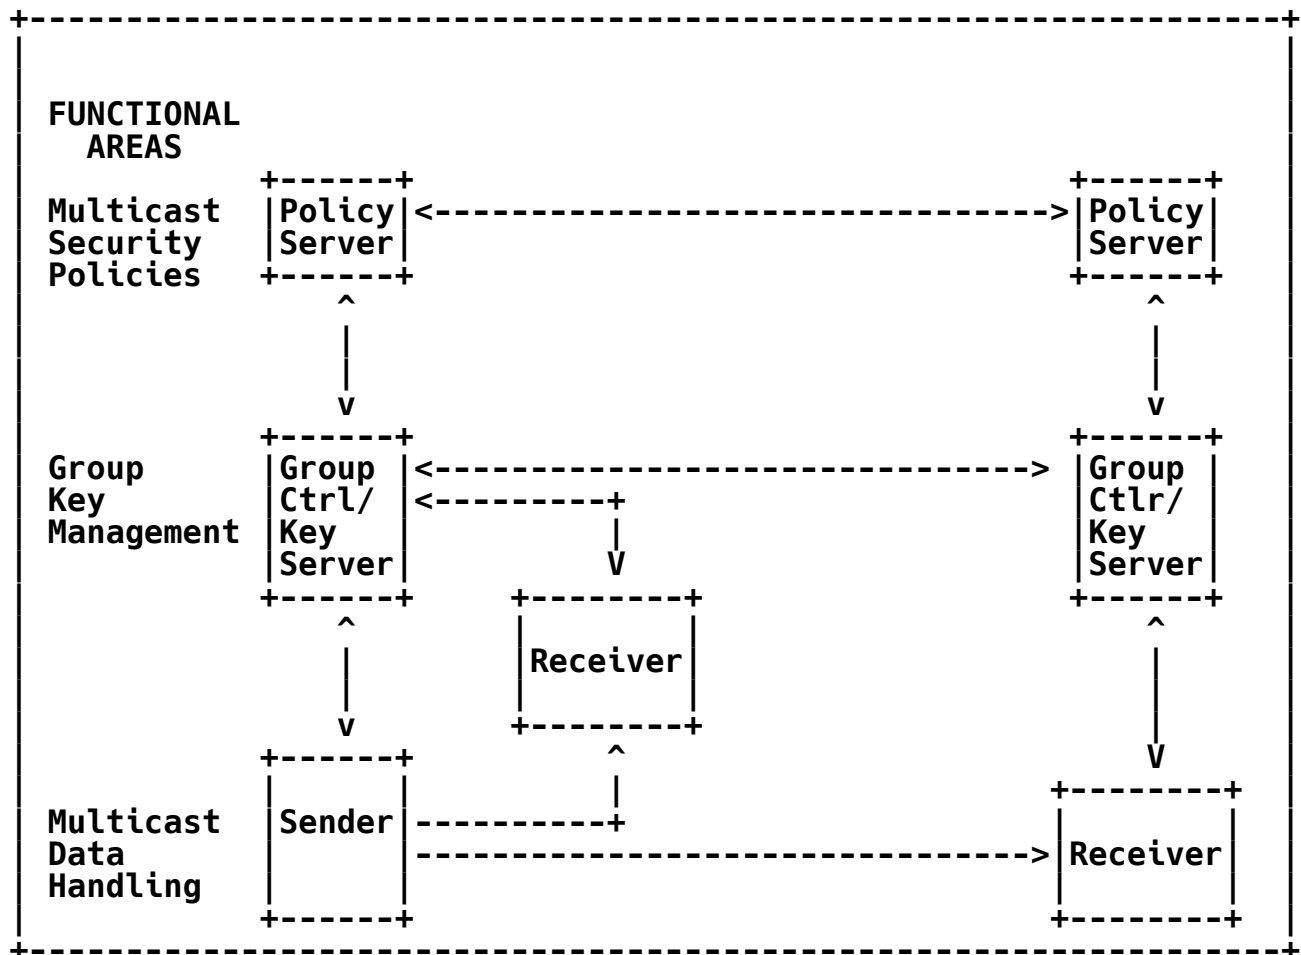 FUNCTIONAL
AREAS
Multicast Policy Policy
Security Server Server
Policies
Group Group Group
Key Ctrl/ Ctlr/
Management Key Key
Server Server
Receiver
Multicast Sender
Data Receiver
Handling